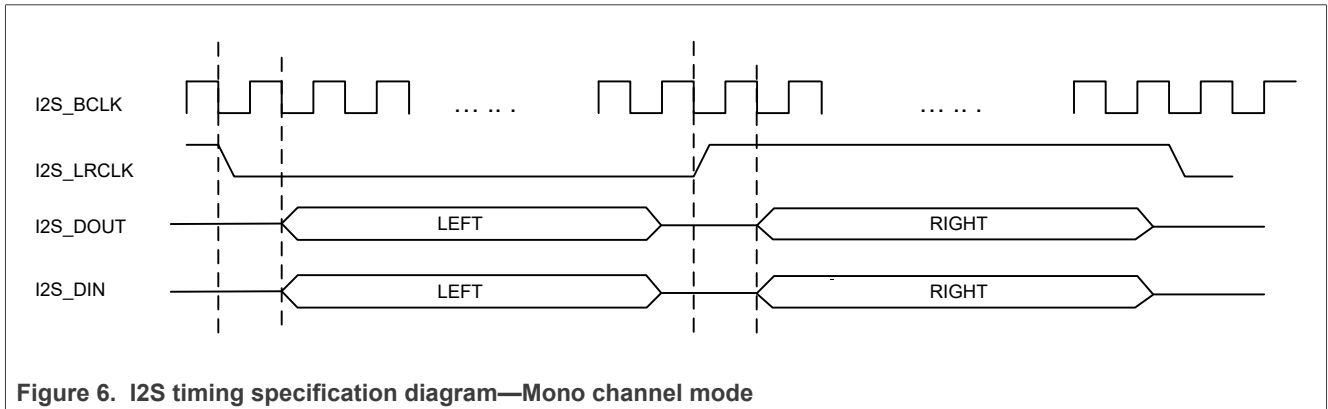 I2S_BCLK
... .. .
... .. .
I2S_LRCLK
I2S_DOUT
LEFT
RIGHT
I2S_DIN
LEFT
RIGHT
Figure 6. I2S timing specification diagram—Mono channel mode